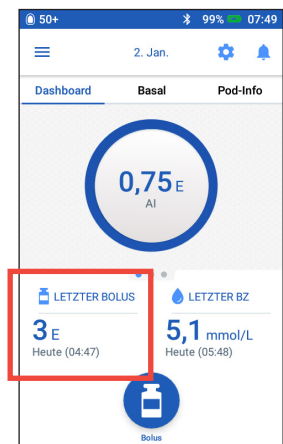 50+ 99% 07:49
2. Jan.
Dashboard Basal Pod-Info
0,75 E
AI
LETZTER BOLUS LETZTER BZ
3 E 5,1 mmol/L
Heute (04:47) Heute (05:48)
Bolus